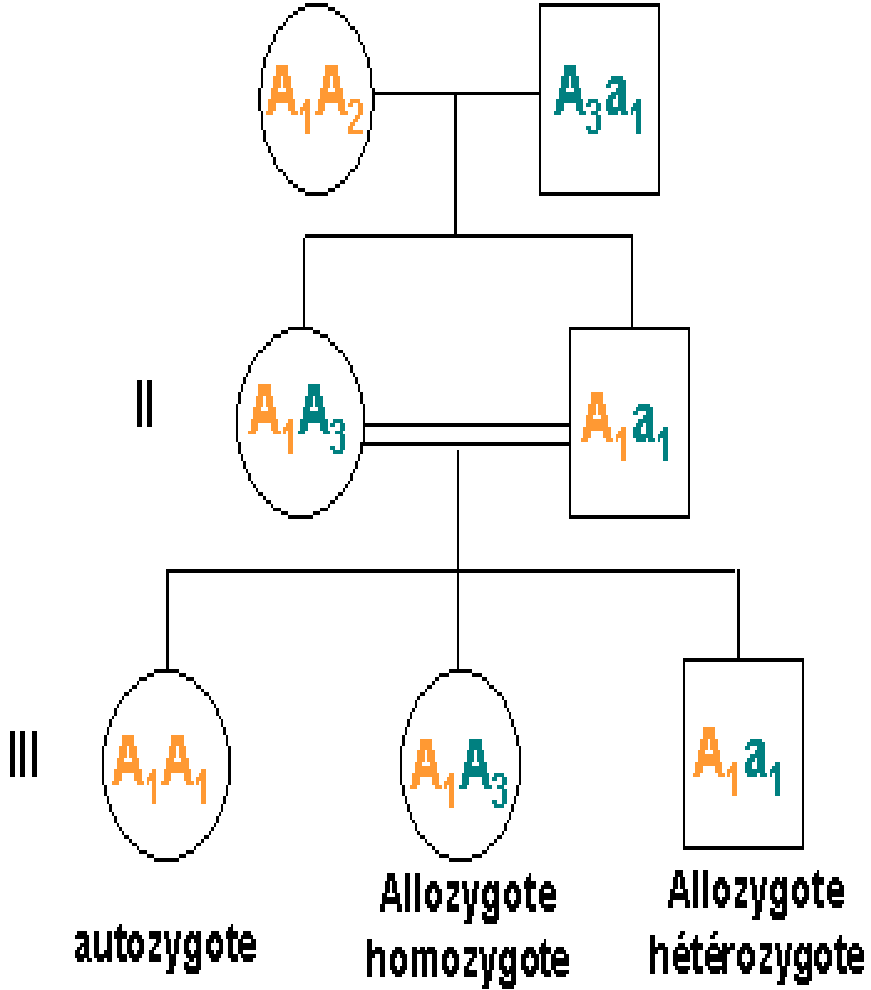 A₁A₂ A₃a₁
II A₁A₃ A₁a₁
III A₁A₁ A₁A₃ A₁a₁
autozygote
Allozygote
homozygote
Allozygote
hétérozygote